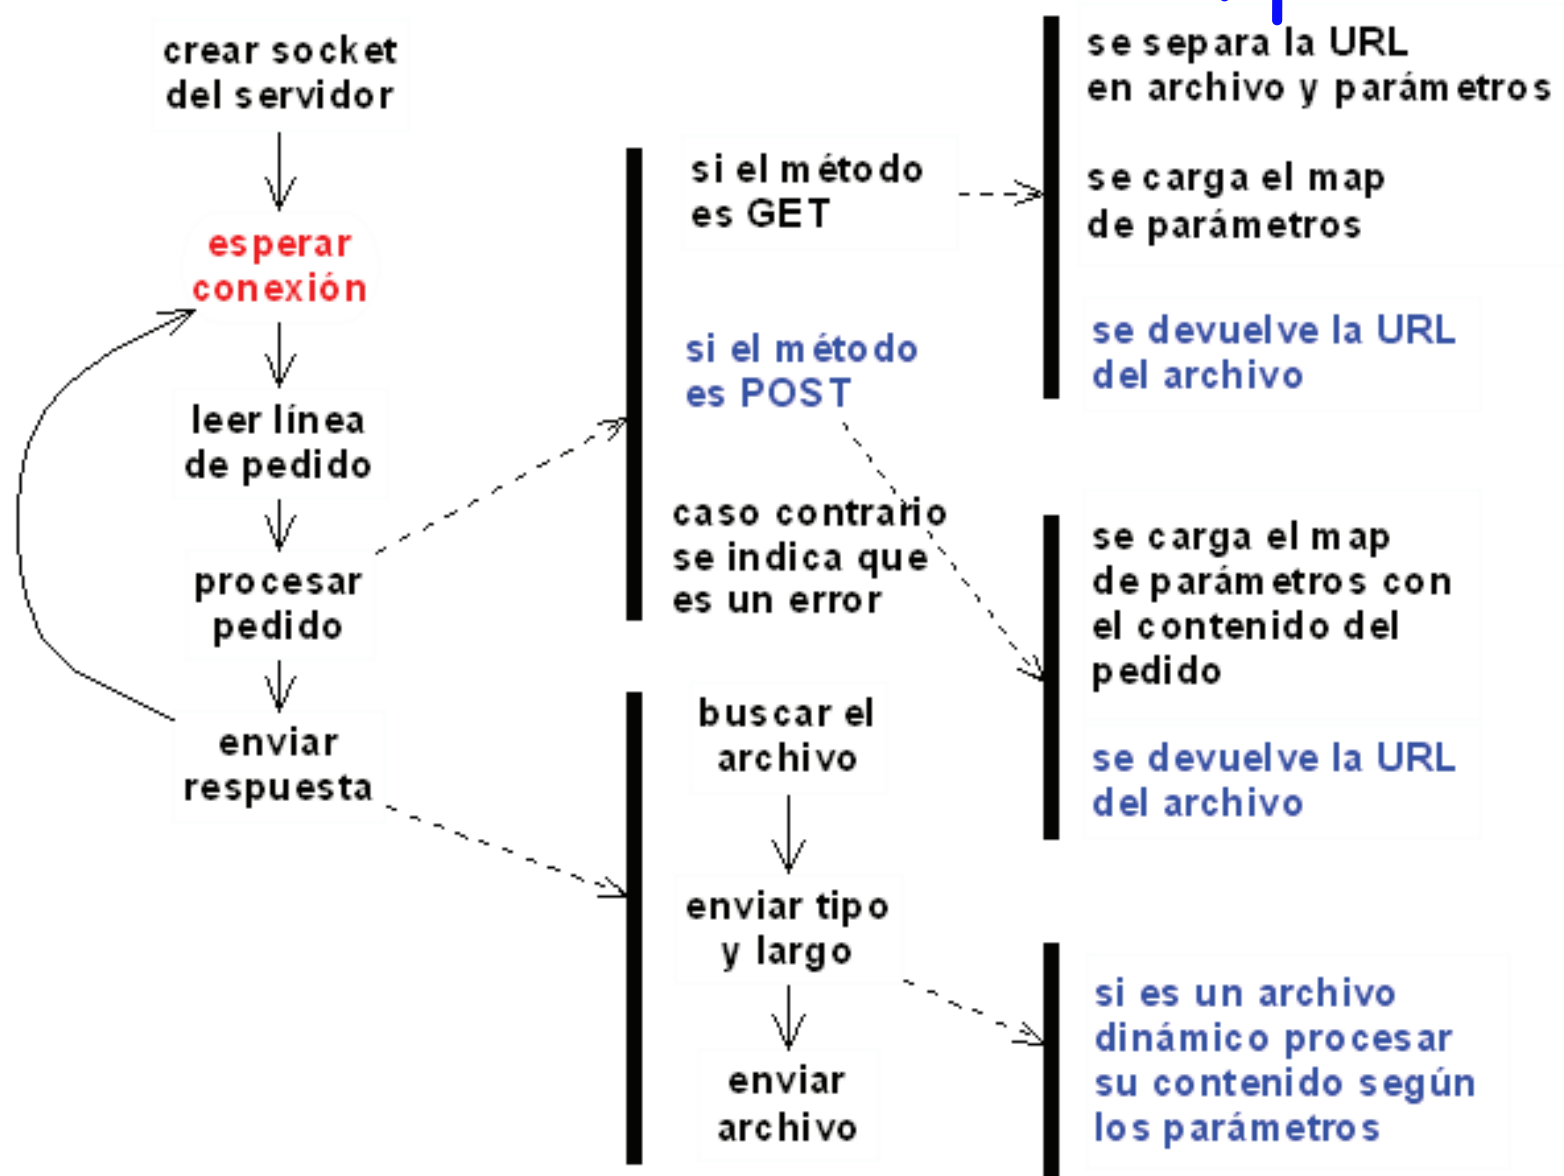 crear socket
del servidor
esperar
conexión
leer línea
de pedido
procesar
pedido
enviar
respuesta
si el método
es GET
si el método
es POST
caso contrario
se indica que
es un error
buscar el
archivo
enviar tipo
y largo
enviar
archivo
se separa la URL
en archivo y parámetros
se carga el map
de parámetros
se devuelve la URL
del archivo
se carga el map
de parámetros con
el contenido del
pedido
se devuelve la URL
del archivo
si es un archivo
dinámico procesar
su contenido según
los parámetros